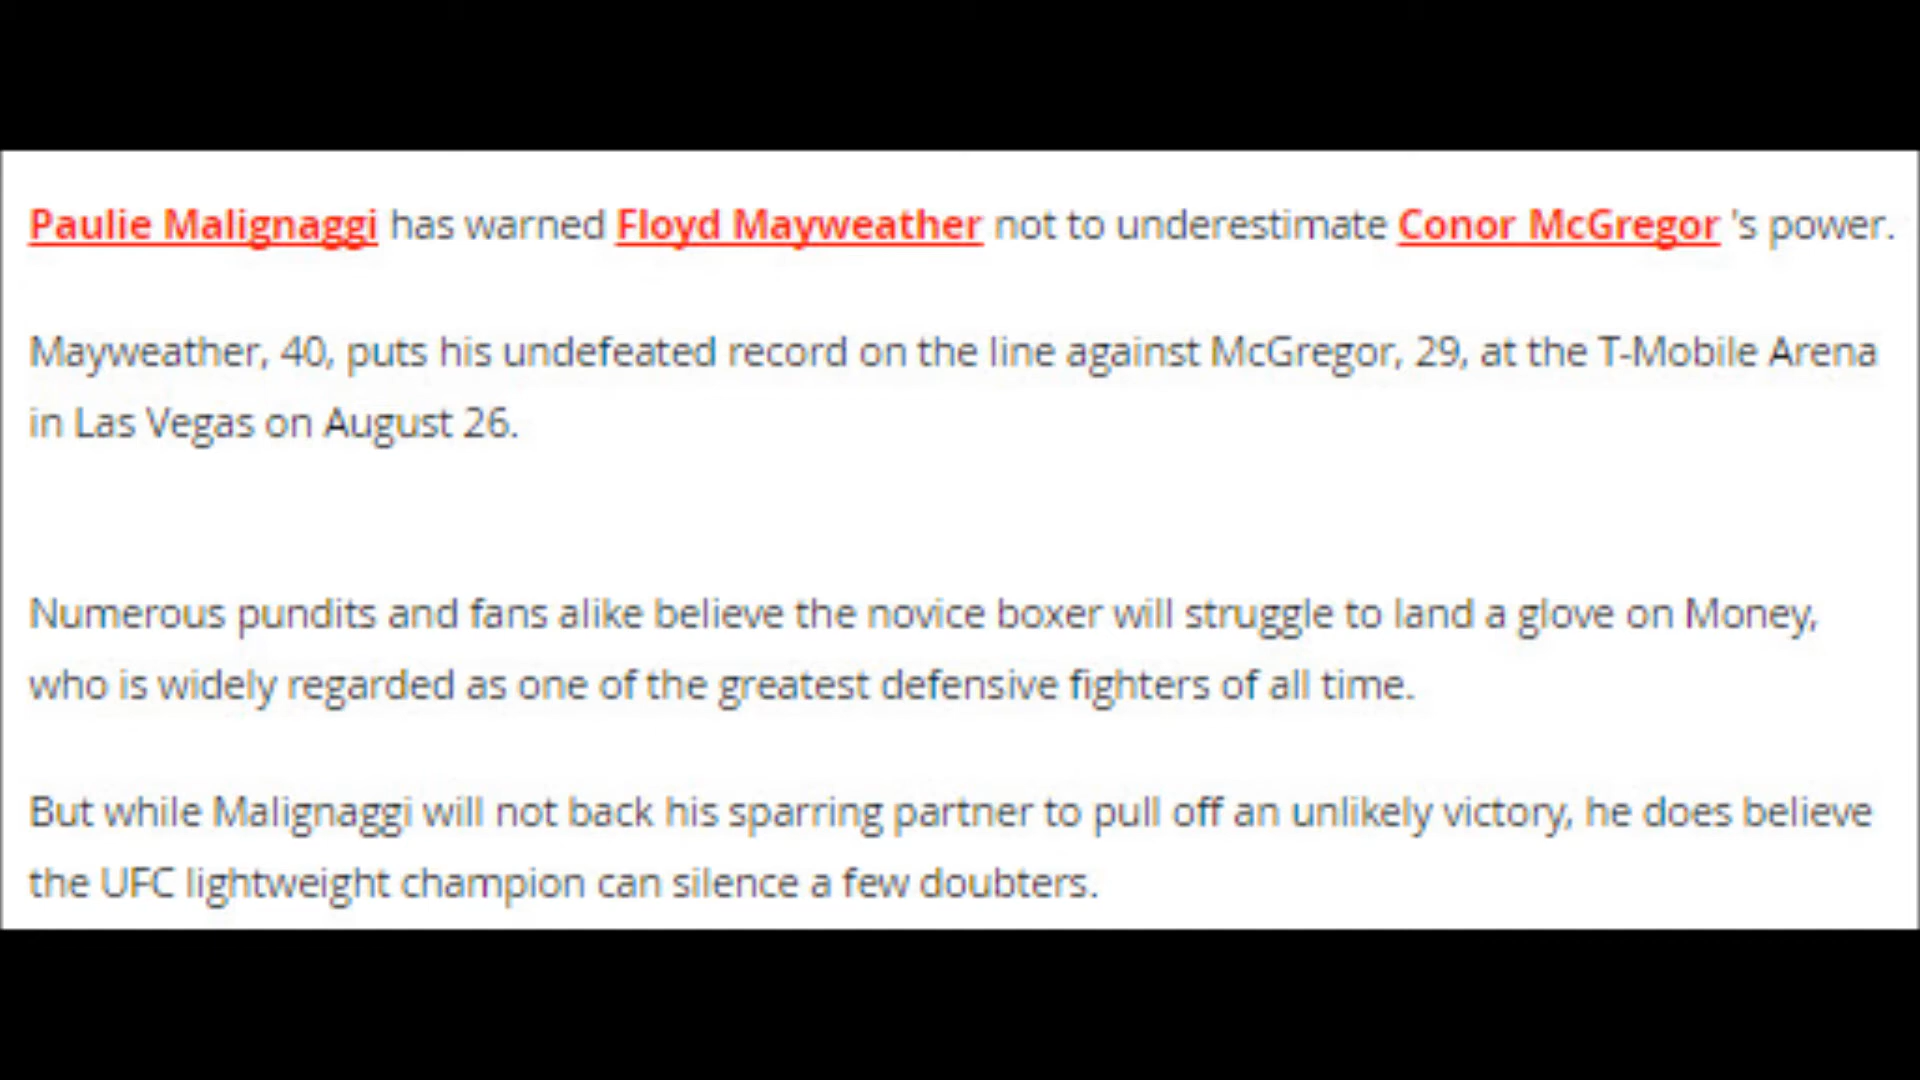 Paulie Malignaggi has warned Floyd Mayweather not to underestimate Conor McGregor 's power.
Mayweather, 40, puts his undefeated record on the line against McGregor, 29, at the T-Mobile Arena
in Las Vegas on August 26.
Numerous pundits and fans alike believe the novice boxer will struggle to land a glove on Money,
who is widely regarded as one of the greatest defensive fighters of all time.
But while Malignaggi will not back his sparring partner to pull off an unlikely victory, he does believe
the UFC lightweight champion can silence a few doubters.